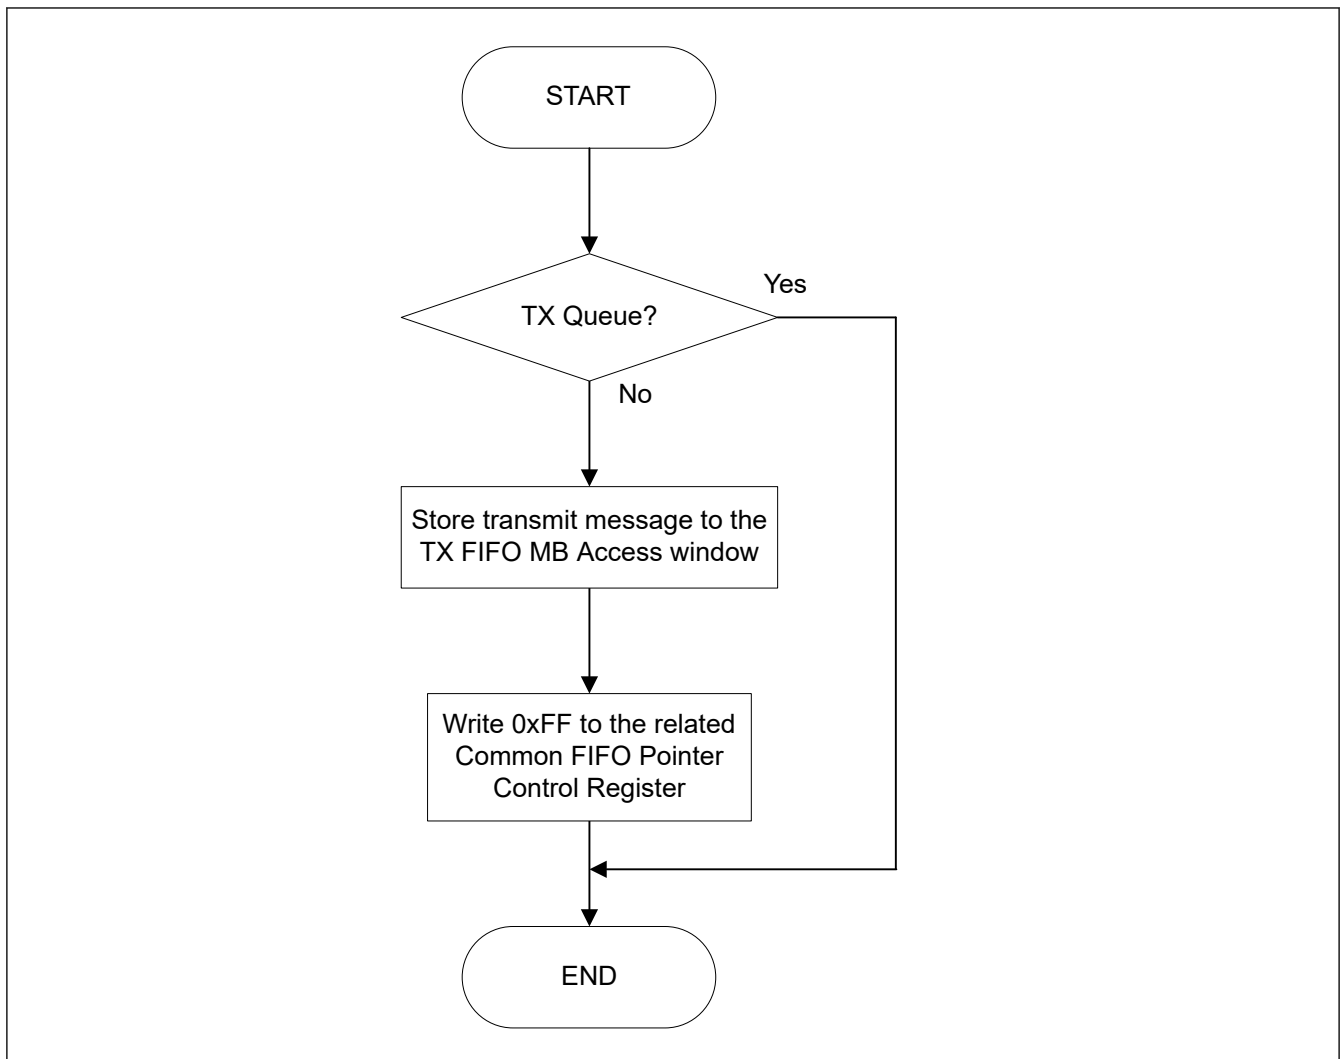 START
Yes
TX Queue?
No
Store transmit message to the
TX FIFO MB Access window
Write 0xFF to the related
Common FIFO Pointer
Control Register
END